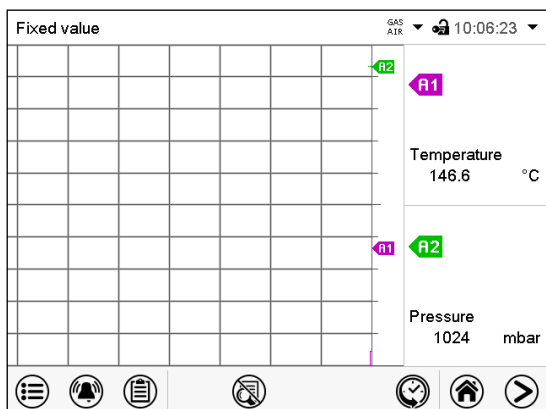 Fixed value
GAS
AIR
10:06:23
A2
A1
Temperature
146.6 °C
A1
A2
Pressure
1024 mbar